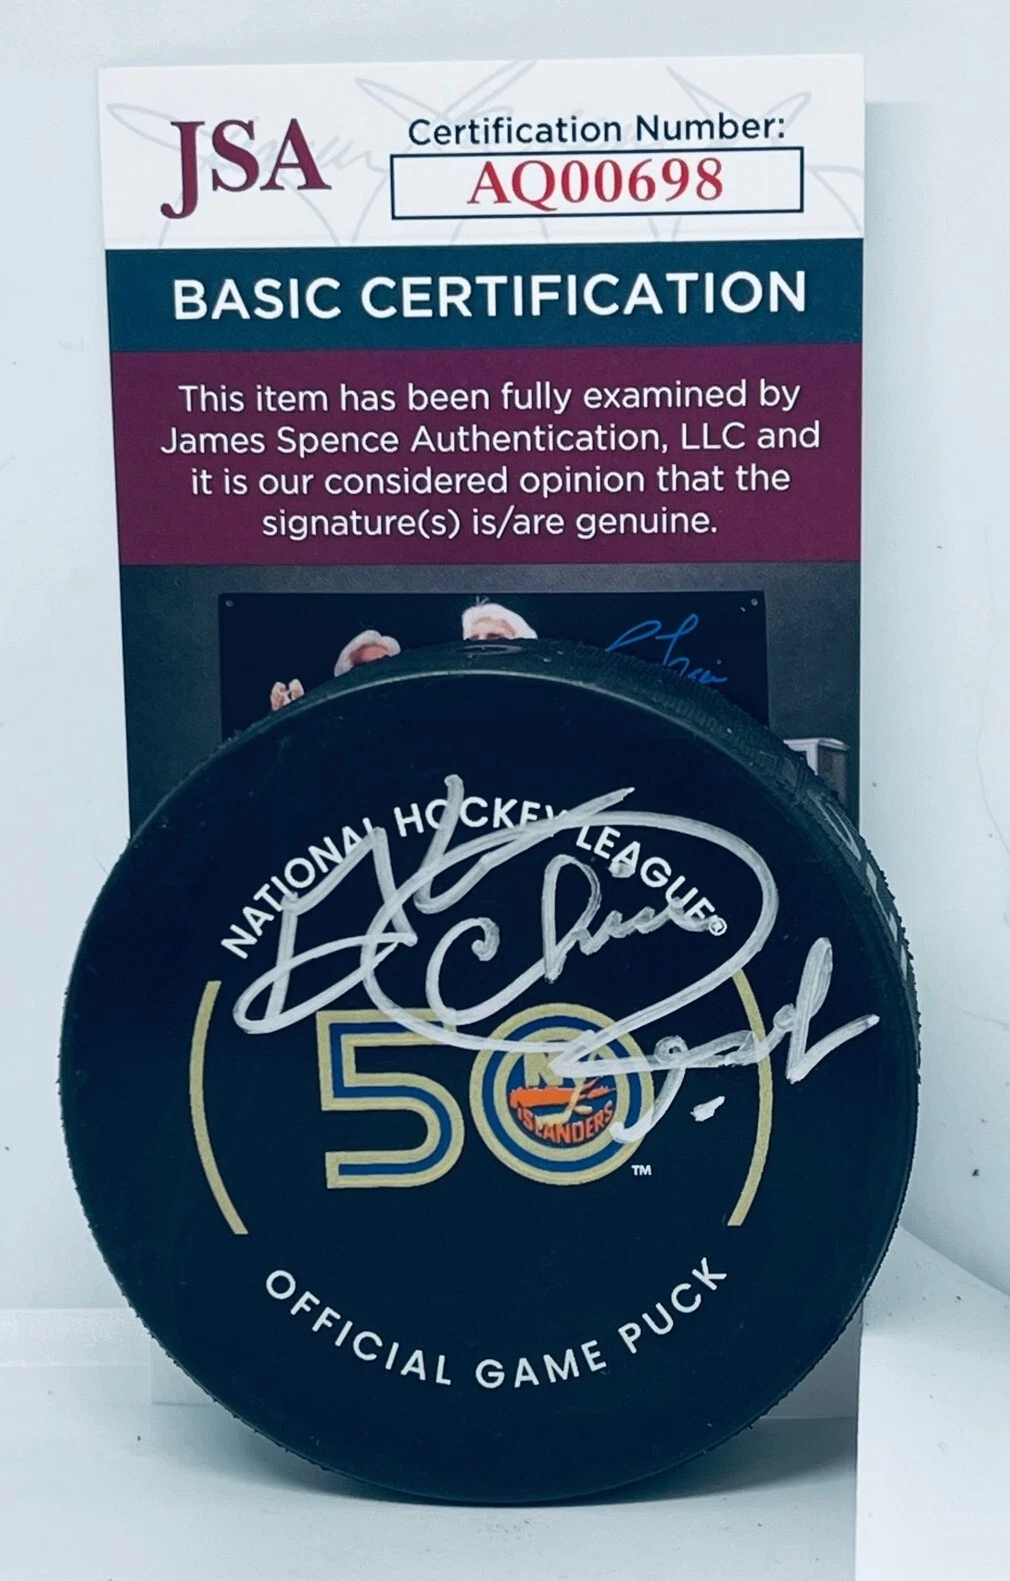 JSA
Certification Number:
AQ00698
BASIC CERTIFICATION
This item has been fully examined by
James Spence Authentication, LLC and
it is our considered opinion that the
signature(s) is/are genuine.
NATIONAL HOCKEY LEAGUE®
50
NY
ISLANDERS
TM
OFFICIAL GAME PUCK